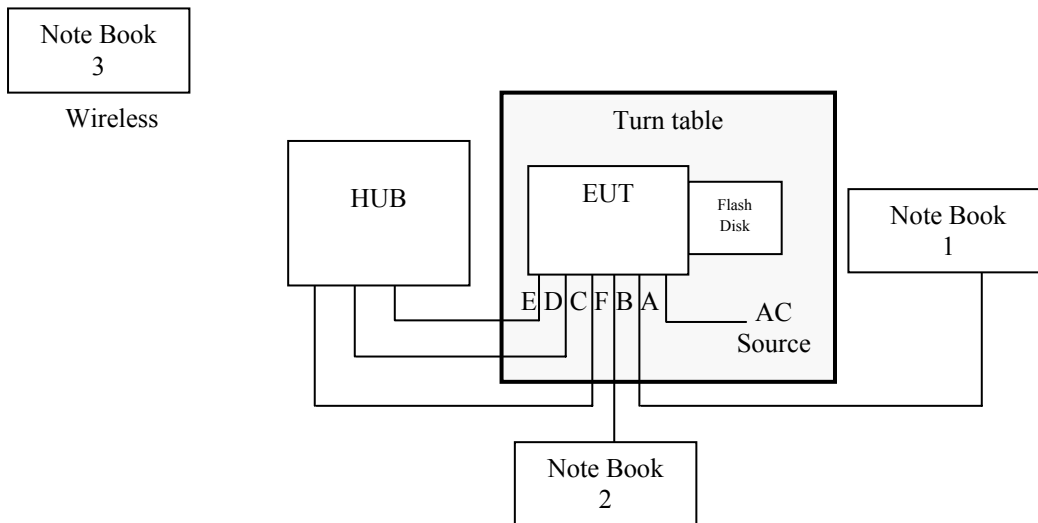 Note Book
3
Wireless
Turn table
HUB
EUT
Flash
Disk
Note Book
1
E D C F B A
AC
Source
Note Book
2